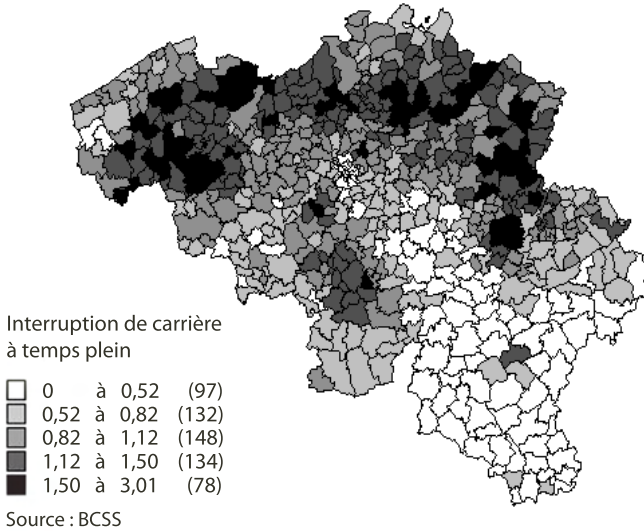 Interruption de carrière
à temps plein
0 à 0,52 (97)
0,52 à 0,82 (132)
0,82 à 1,12 (148)
1,12 à 1,50 (134)
1,50 à 3,01 (78)
Source : BCSS